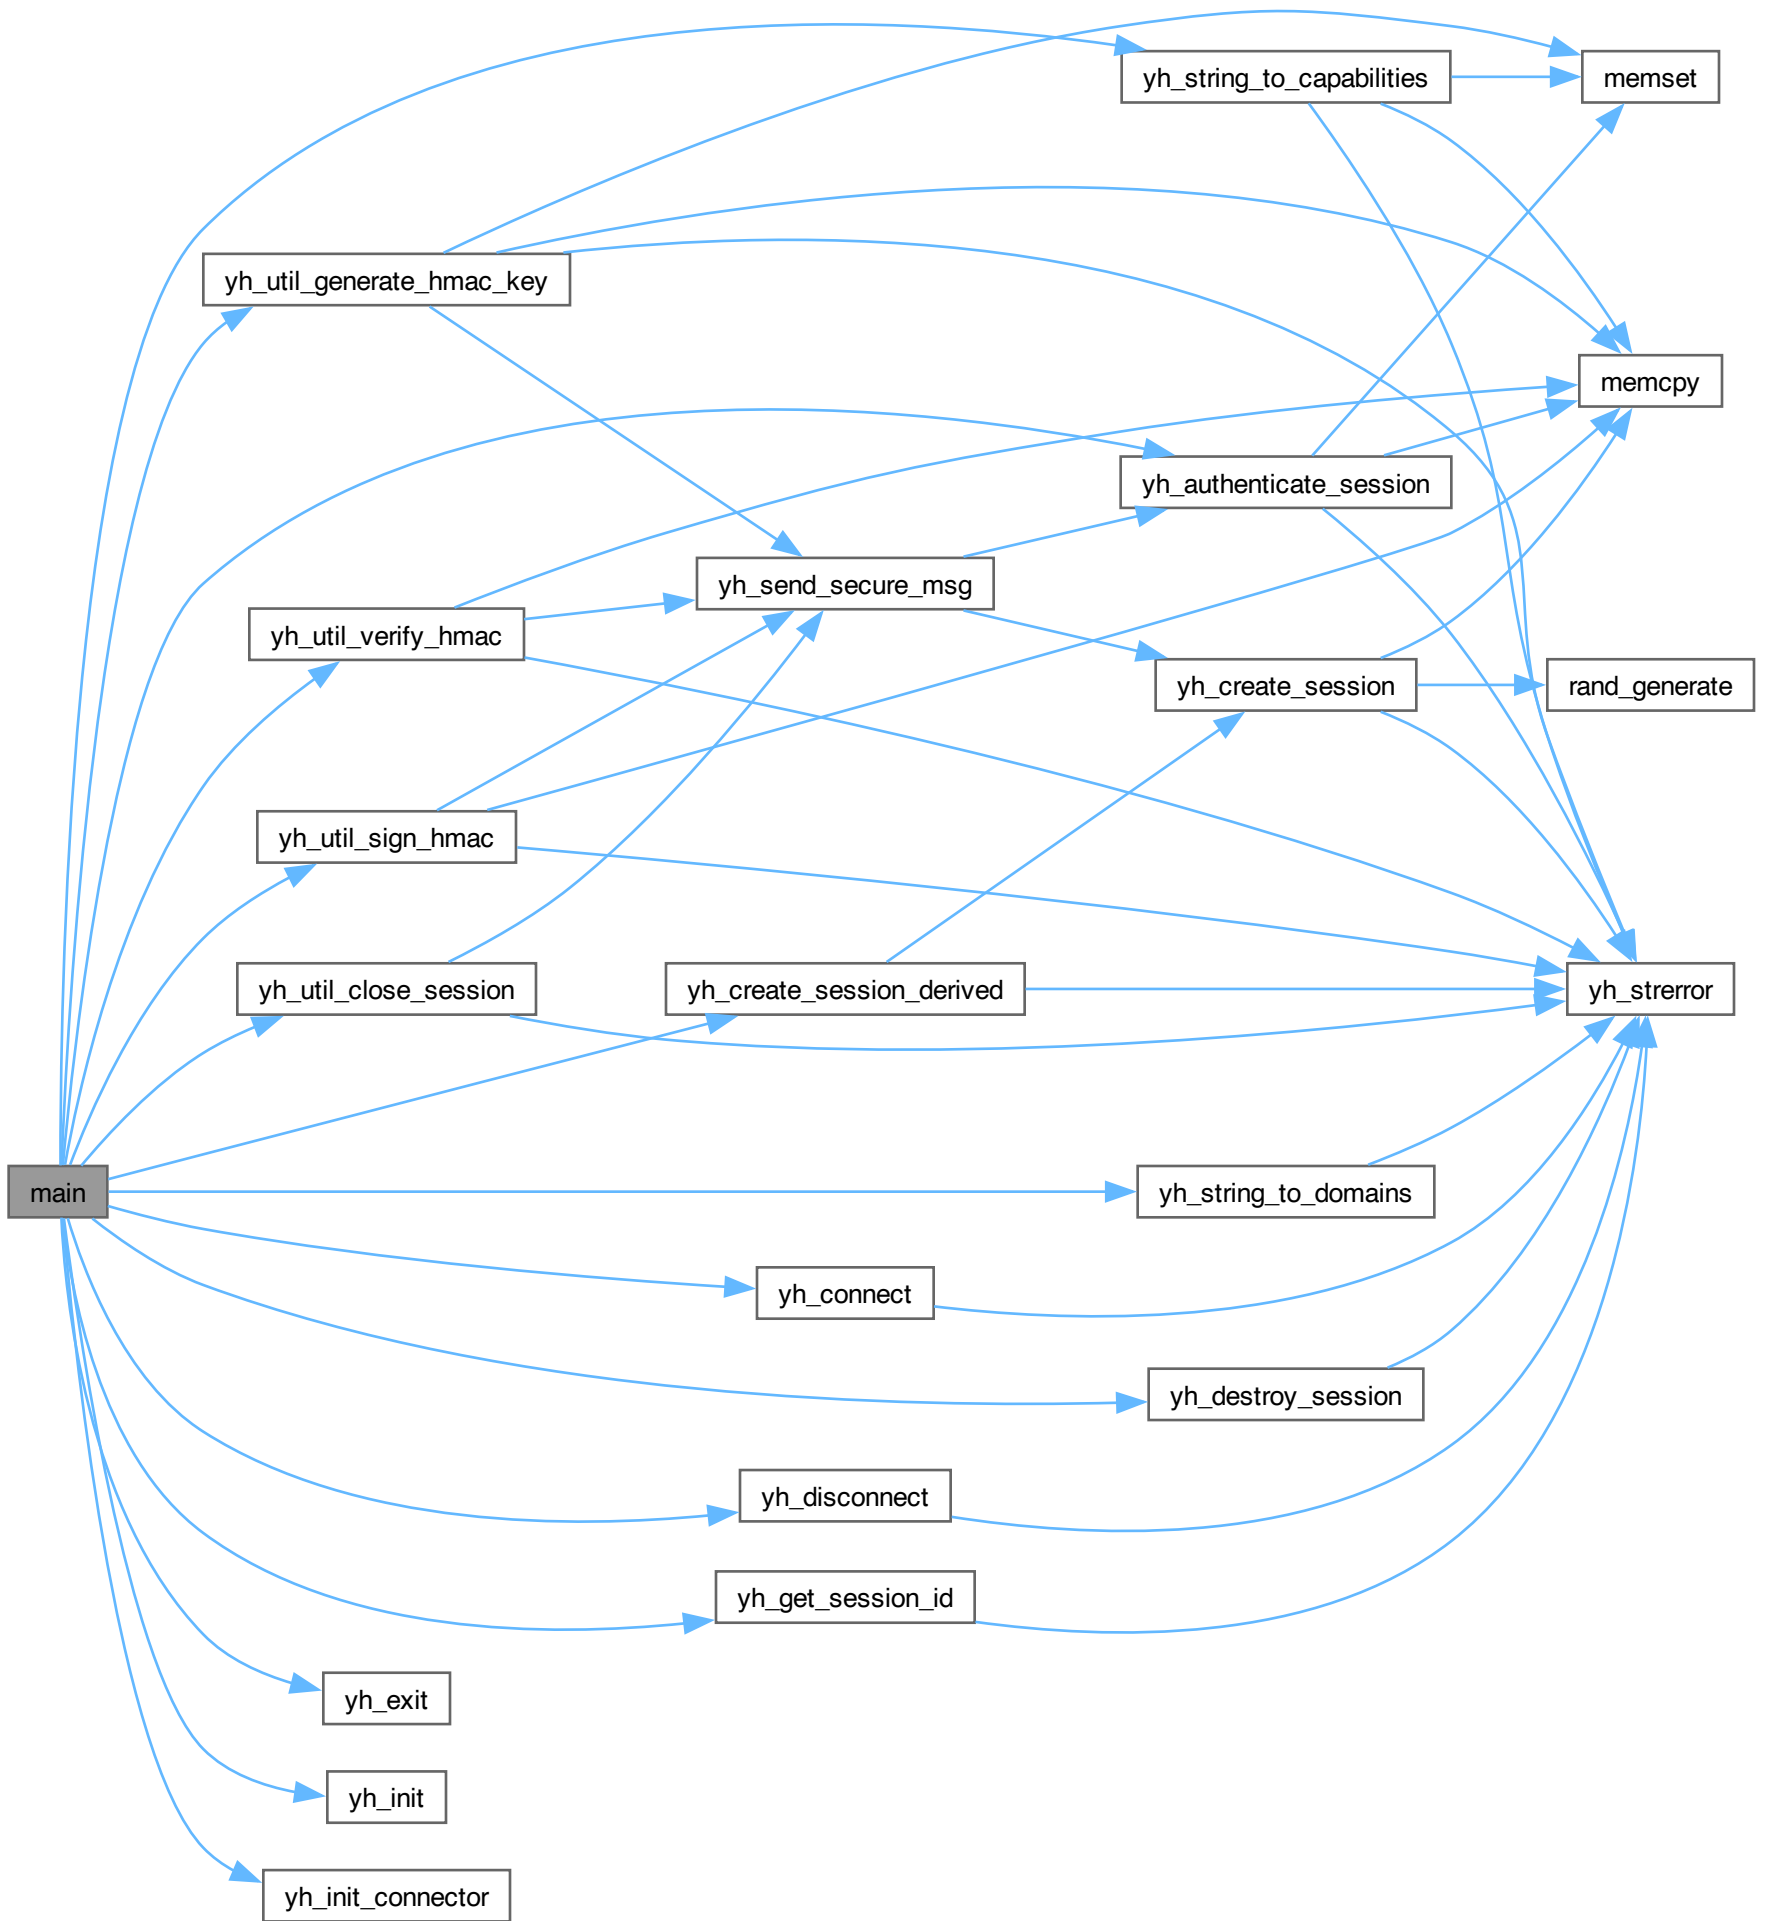 yh_string_to_capabilities
memset
yh_util_generate_hmac_key
memcpy
yh_authenticate_session
yh_send_secure_msg
yh_util_verify_hmac
yh_create_session
rand_generate
yh_util_sign_hmac
yh_util_close_session
yh_create_session_derived
yh_strerror
main
yh_string_to_domains
yh_connect
yh_destroy_session
yh_disconnect
yh_get_session_id
yh_exit
yh_init
yh_init_connector